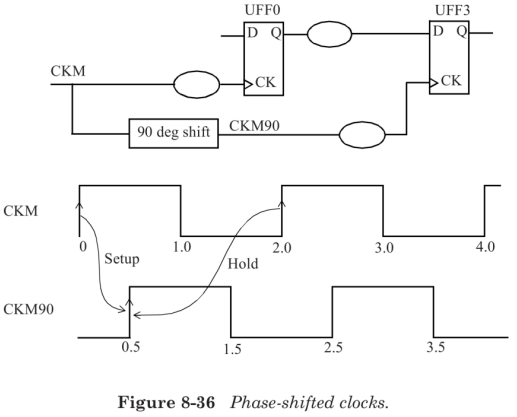 UFF0 UFF3
D Q D Q
CKM
CK CK
90 deg shift CKM90
CKM
0 1.0 2.0 3.0 4.0
Setup Hold
CKM90
0.5 1.5 2.5 3.5
Figure 8-36 Phase-shifted clocks.